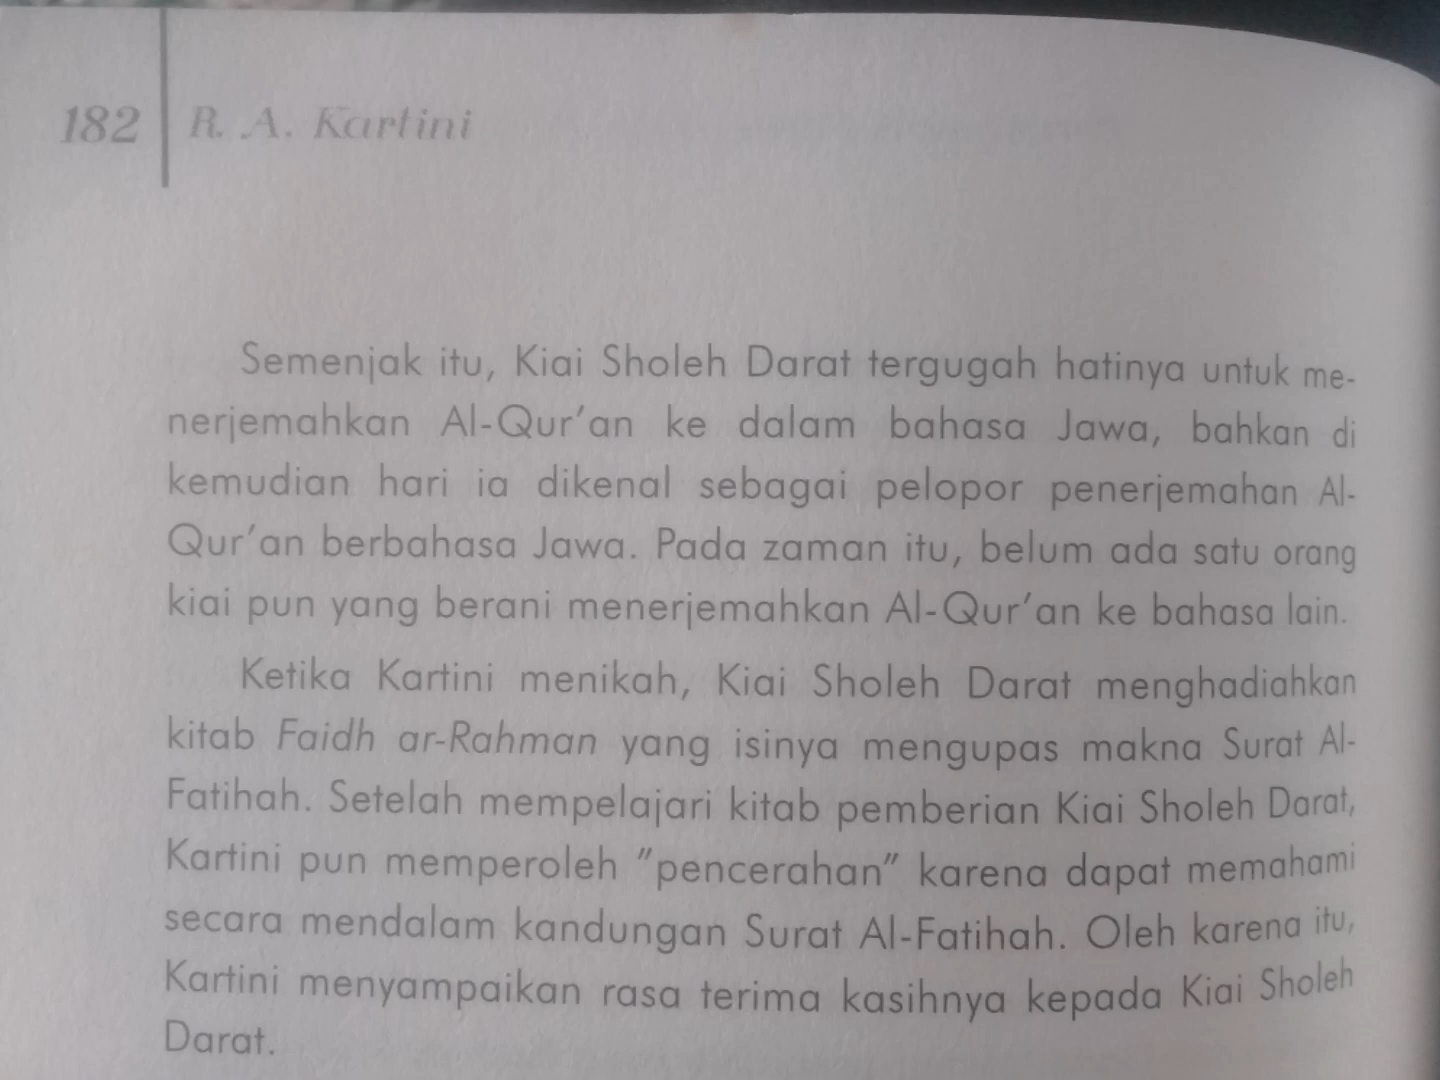 182 R. A. Kartini
Semenjak itu, Kiai Sholeh Darat tergugah hatinya untuk me-
nerjemahkan Al-Qur'an ke dalam bahasa Jawa, bahkan di
kemudian hari ia dikenal sebagai pelopor penerjemahan Al-
Qur'an berbahasa Jawa. Pada zaman itu, belum ada satu orang
kiai pun yang berani menerjemahkan Al-Qur'an ke bahasa lain.
Ketika Kartini menikah, Kiai Sholeh Darat menghadiahkan
kitab Faidh ar-Rahman yang isinya mengupas makna Surat Al-
Fatihah. Setelah mempelajari kitab pemberian Kiai Sholeh Darat,
Kartini pun memperoleh "pencerahan" karena dapat memahami
secara mendalam kandungan Surat Al-Fatihah. Oleh karena itu,
Kartini menyampaikan rasa terima kasihnya kepada Kiai Sholeh
Darat.